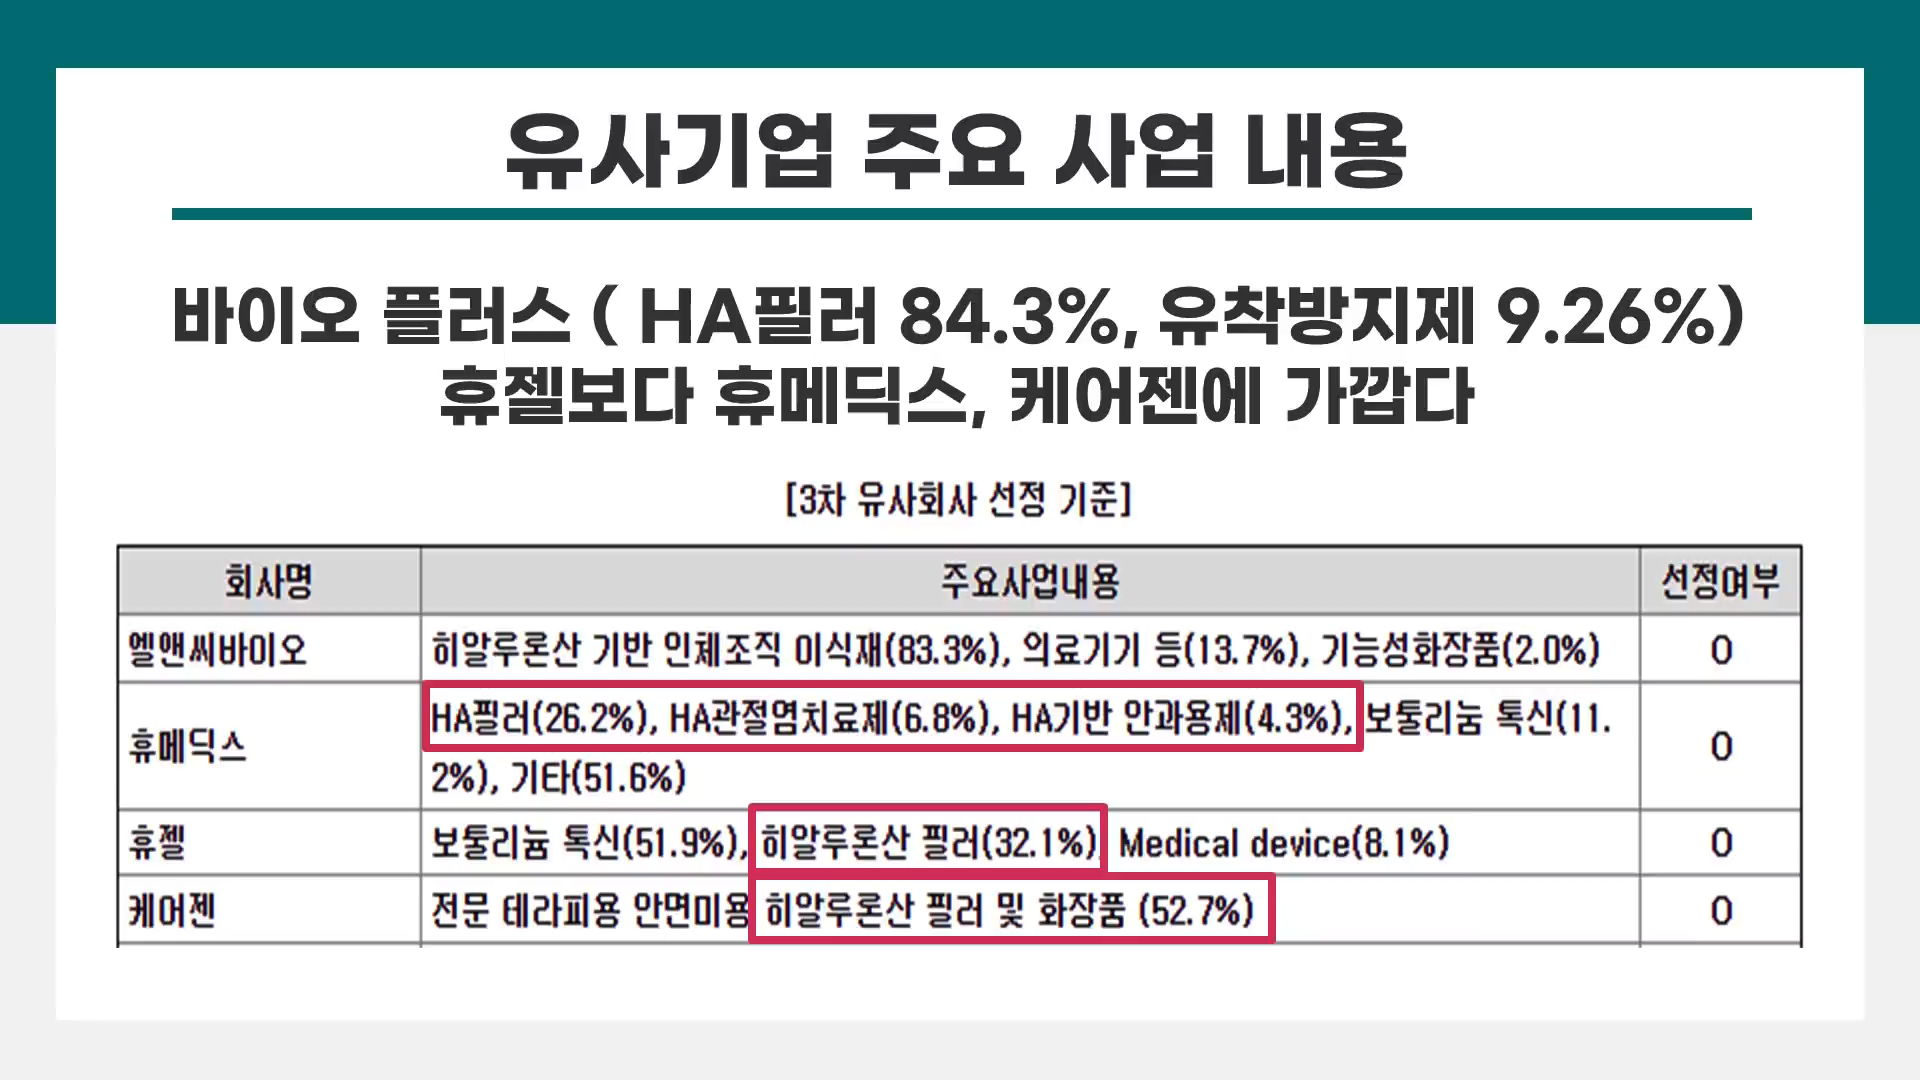 유사기업 주요 사업 내용
바이오 플러스 ( HA필러 84.3%, 유착방지제 9.26%)
휴젤보다 휴메딕스, 케어젠에 가깝다
[3차 유사회사 선정 기준]
회사명 주요사업내용 선정여부
엘앤씨바이오 히알루론산 기반 인체조직 이식재(83.3%), 의료기기 등(13.7%), 기능성화장품(2.0%) O
휴메딕스 HA필러(26.2%), HA관절염치료제(6.8%), HA기반 안과용제(4.3%), 보툴리눔 톡신(11.
2%), 기타(51.6%) O
휴젤 보툴리눔 톡신(51.9%), 히알루론산 필러(32.1%), Medical device(8.1%) O
케어젠 전문 테라피용 안면미용 히알루론산 필러 및 화장품 (52.7%) O